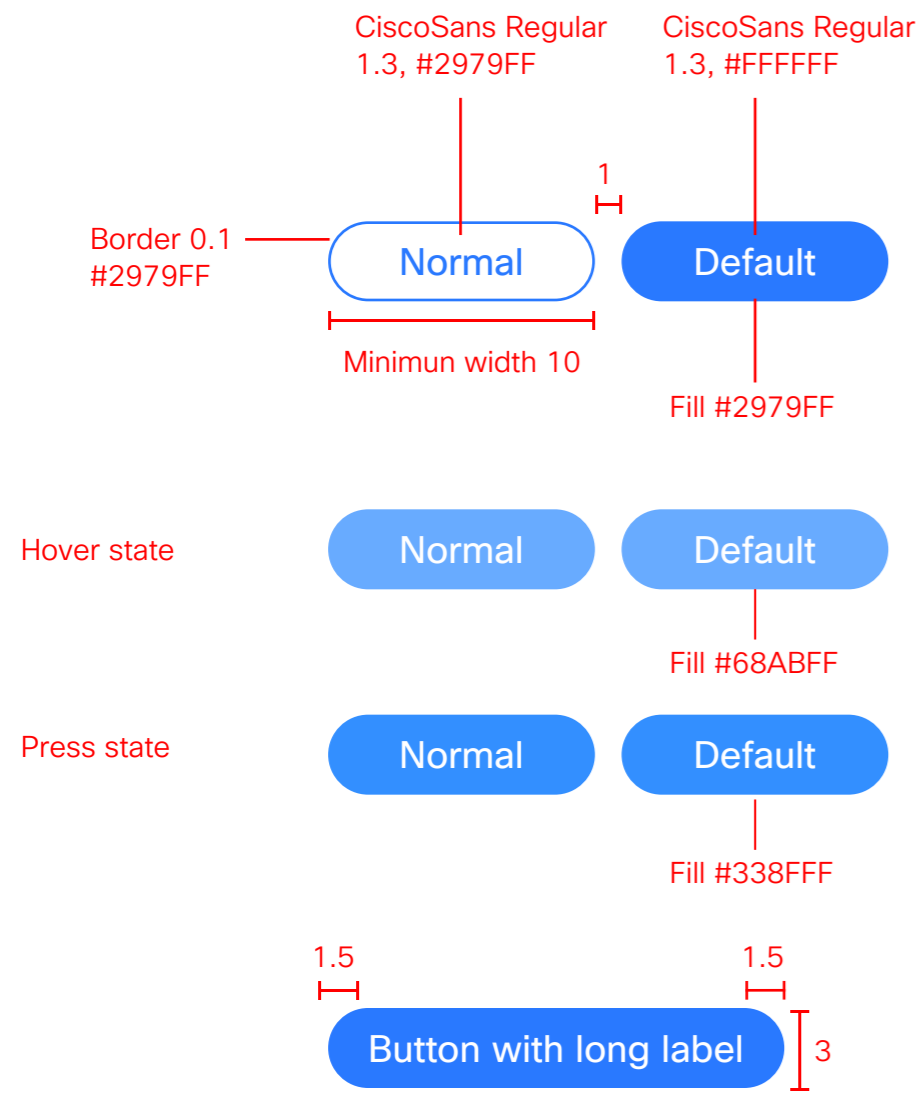 CiscoSans Regular
1.3, #2979FF
CiscoSans Regular
1.3, #FFFFFF
1
Border 0.1
#2979FF
Normal
Default
Minimun width 10
Fill #2979FF
Hover state
Normal
Default
Fill #68ABFF
Press state
Normal
Default
Fill #338FFF
1.5
1.5
Button with long label
3